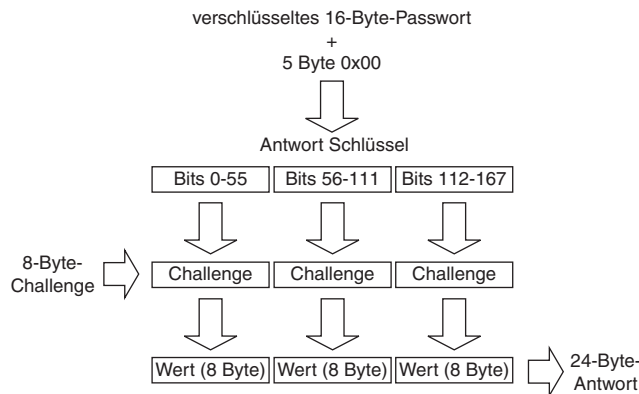 verschlüsseltes 16-Byte-Passwort
+
5 Byte 0x00
Antwort Schlüssel
Bits 0-55 Bits 56-111 Bits 112-167
8-Byte-
Challenge
Challenge Challenge Challenge
Wert (8 Byte) Wert (8 Byte) Wert (8 Byte)
24-Byte-
Antwort